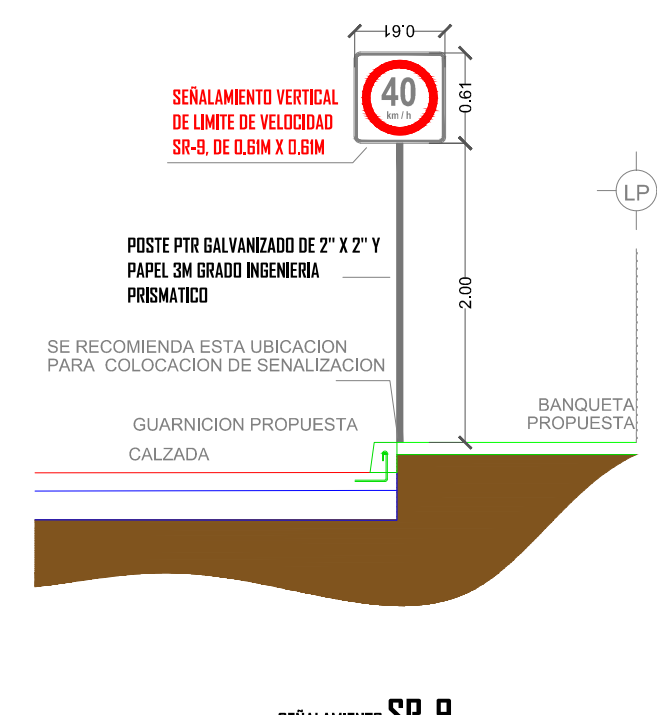 0.61
SEÑALAMIENTO VERTICAL
DE LIMITE DE VELOCIDAD
SR-9, DE 0.61M X 0.61M
40
km / h
0.61
LP
POSTE PTR GALVANIZADO DE 2" X 2" Y
PAPEL 3M GRADO INGENIERIA
PRISMATICO
2.00
SE RECOMIENDA ESTA UBICACION
PARA COLOCACION DE SENALIZACION
BANQUETA
PROPUESTA
GUARNICION PROPUESTA
CALZADA
SEÑALAMIENTO SR-9